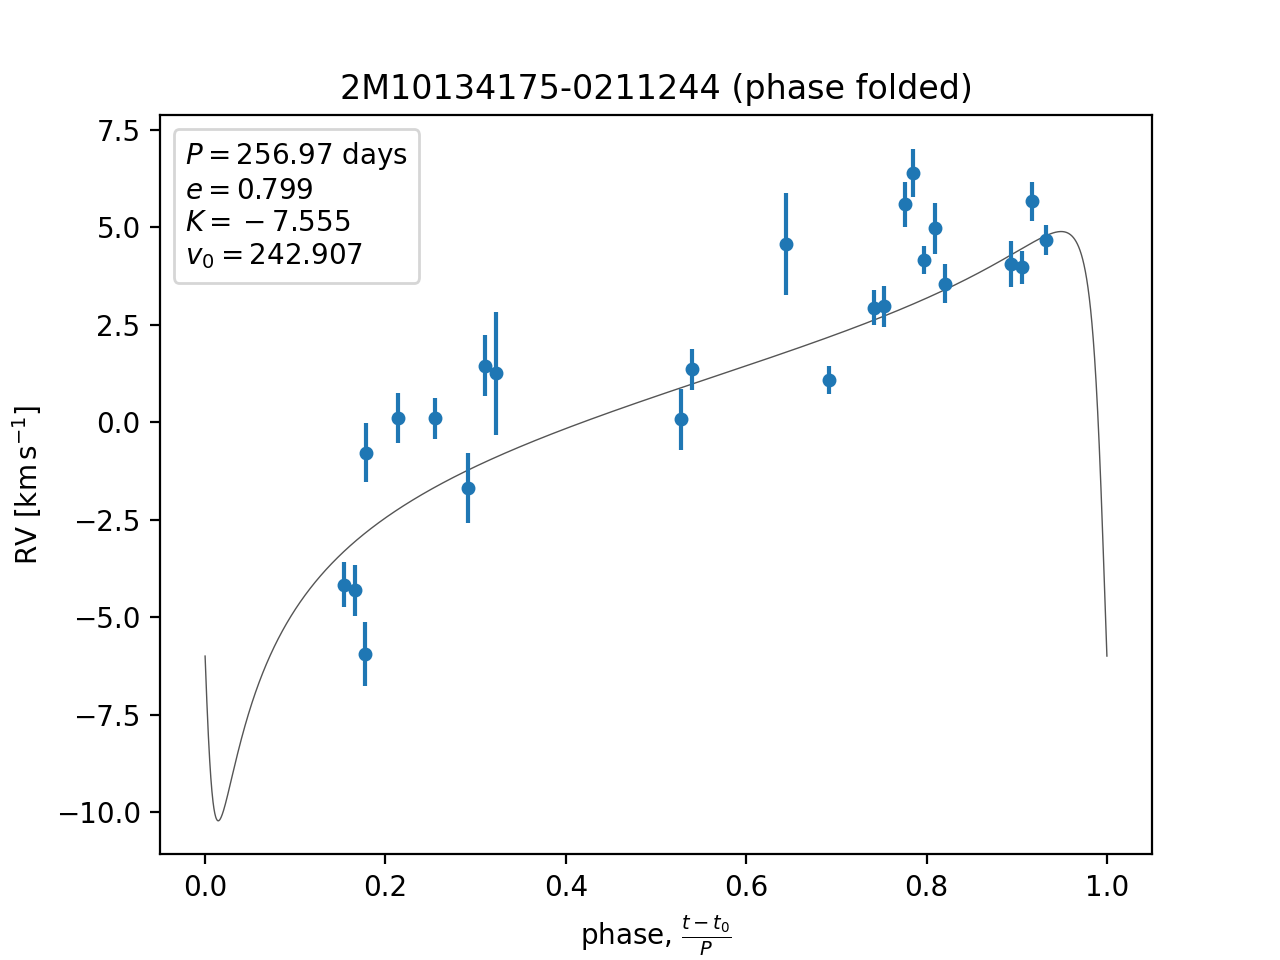 2M10134175-0211244 (phase folded)
P = 256.97 days
e = 0.799
K = − 7.555
v₀ = 242.907
7.5
5.0
2.5
0.0
−2.5
−5.0
−7.5
−10.0
RV [km s⁻¹]
0.0 0.2 0.4 0.6 0.8 1.0
phase, (t − t₀)/P